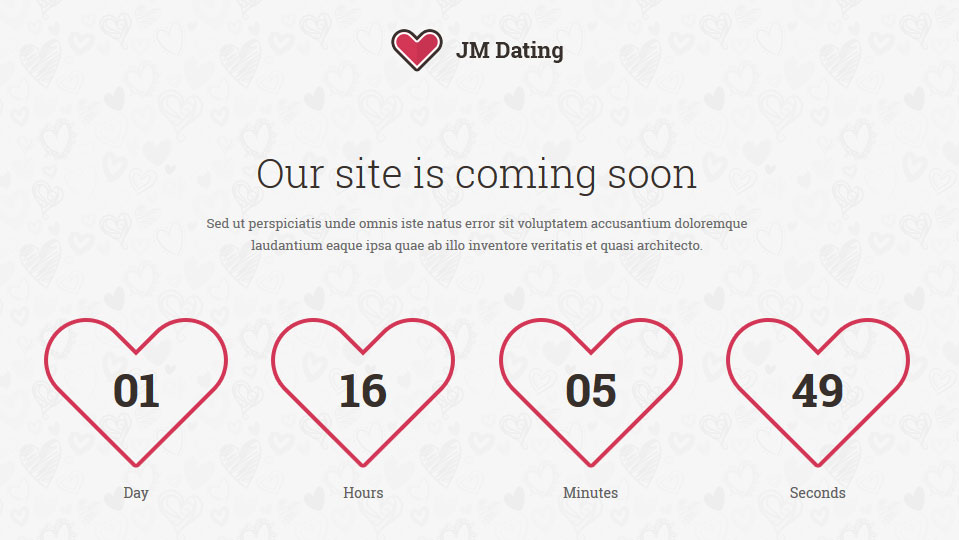 JM Dating
Our site is coming soon
Sed ut perspiciatis unde omnis iste natus error sit voluptatem accusantium doloremque
laudantium eaque ipsa quae ab illo inventore veritatis et quasi architecto.
01 16 05 49
Day Hours Minutes Seconds